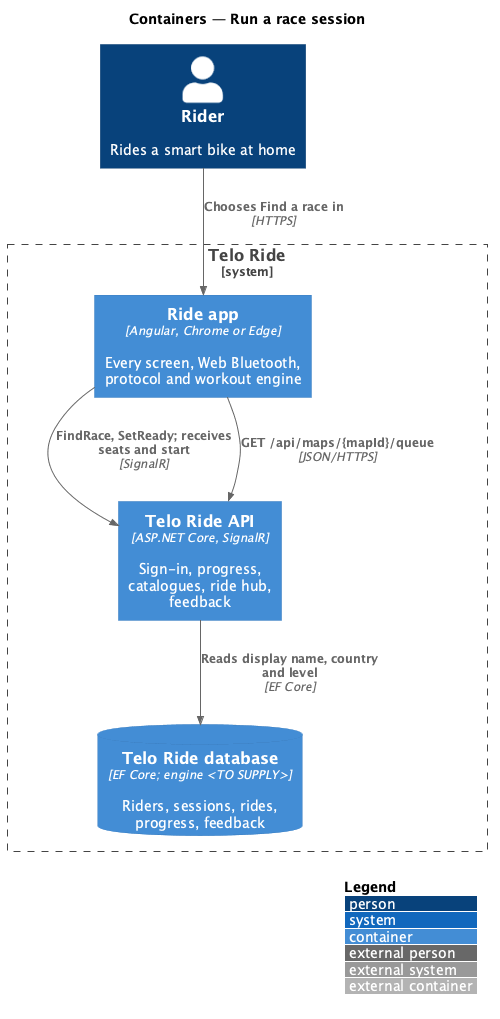 Containers — Run a race session
Rider
Rides a smart bike at home
Chooses Find a race in
[HTTPS]
Telo Ride
[system]
Ride app
[Angular, Chrome or Edge]
Every screen, Web Bluetooth,
protocol and workout engine
FindRace, SetReady; receives
seats and start
[SignalR]
GET /api/maps/{mapId}/queue
[JSON/HTTPS]
Telo Ride API
[ASP.NET Core, SignalR]
Sign-in, progress,
catalogues, ride hub,
feedback
Reads display name, country
and level
[EF Core]
Telo Ride database
[EF Core; engine <TO SUPPLY>]
Riders, sessions, rides,
progress, feedback
Legend
person
system
container
external person
external system
external container